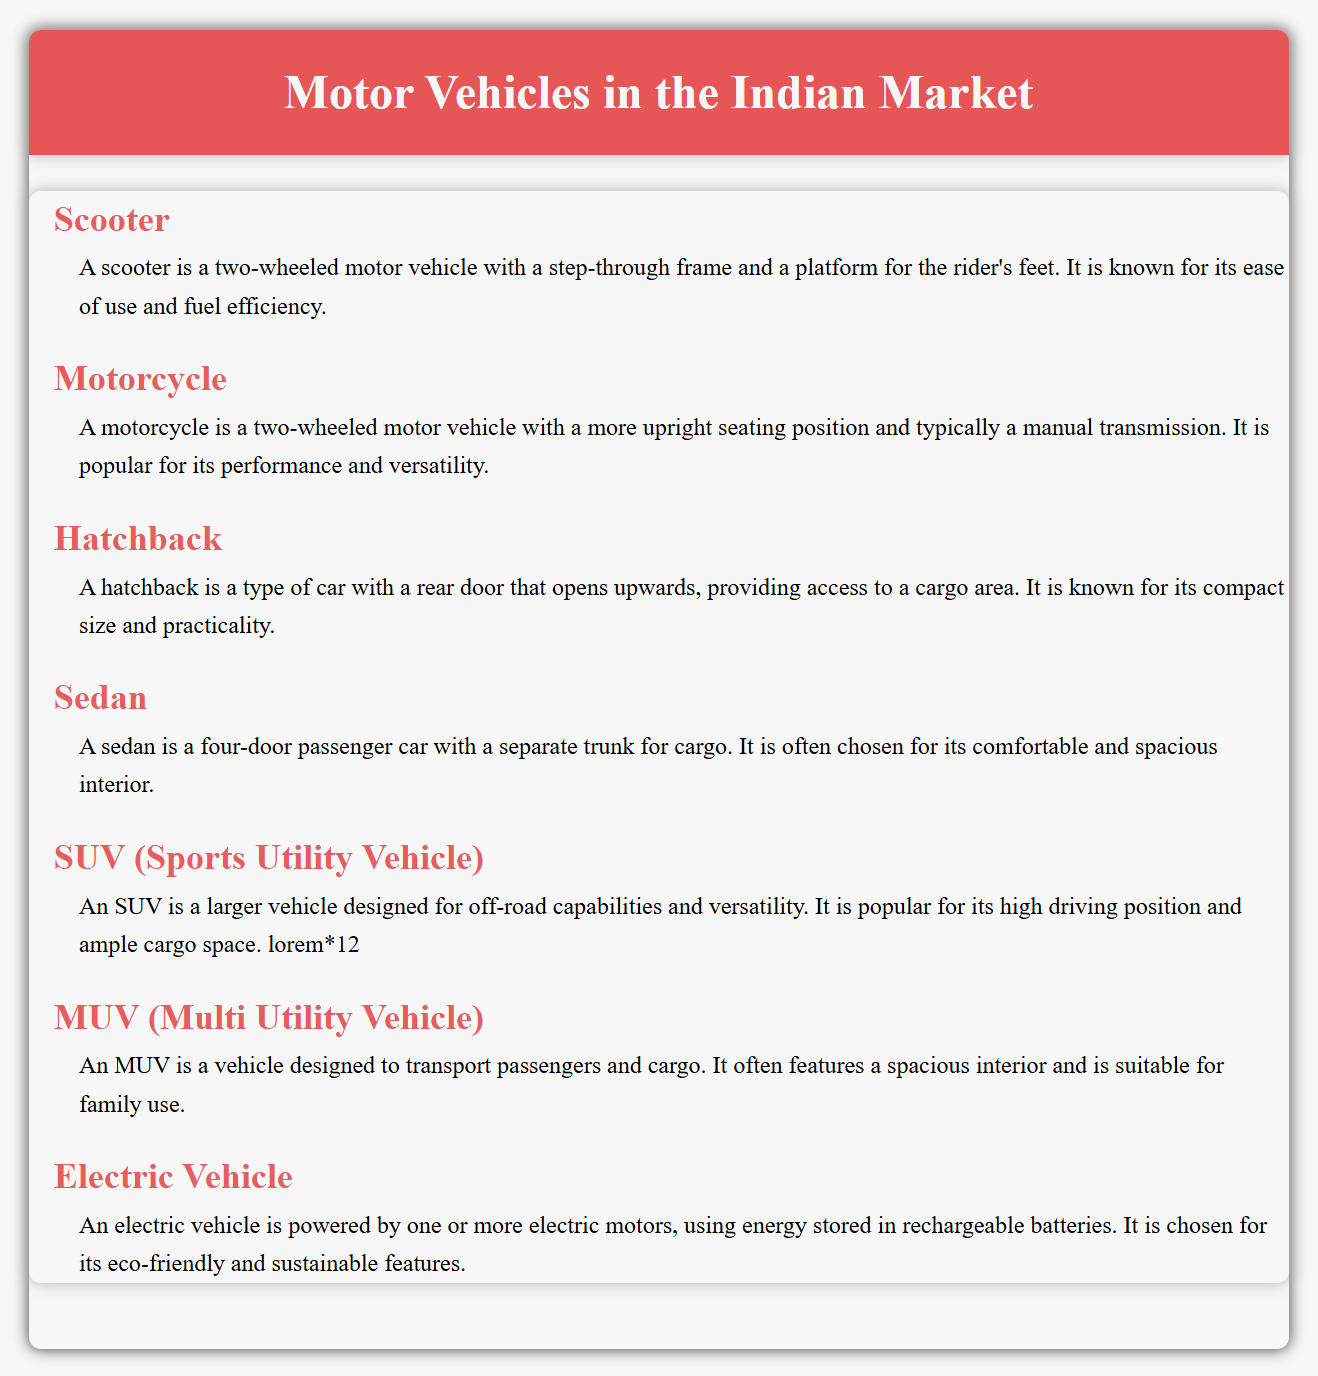 Motor Vehicles in the Indian Market
Scooter
A scooter is a two-wheeled motor vehicle with a step-through frame and a platform for the rider's feet. It is known for its ease
of use and fuel efficiency.
Motorcycle
A motorcycle is a two-wheeled motor vehicle with a more upright seating position and typically a manual transmission. It is
popular for its performance and versatility.
Hatchback
A hatchback is a type of car with a rear door that opens upwards, providing access to a cargo area. It is known for its compact
size and practicality.
Sedan
A sedan is a four-door passenger car with a separate trunk for cargo. It is often chosen for its comfortable and spacious
interior.
SUV (Sports Utility Vehicle)
An SUV is a larger vehicle designed for off-road capabilities and versatility. It is popular for its high driving position and
ample cargo space. lorem*12
MUV (Multi Utility Vehicle)
An MUV is a vehicle designed to transport passengers and cargo. It often features a spacious interior and is suitable for
family use.
Electric Vehicle
An electric vehicle is powered by one or more electric motors, using energy stored in rechargeable batteries. It is chosen for
its eco-friendly and sustainable features.